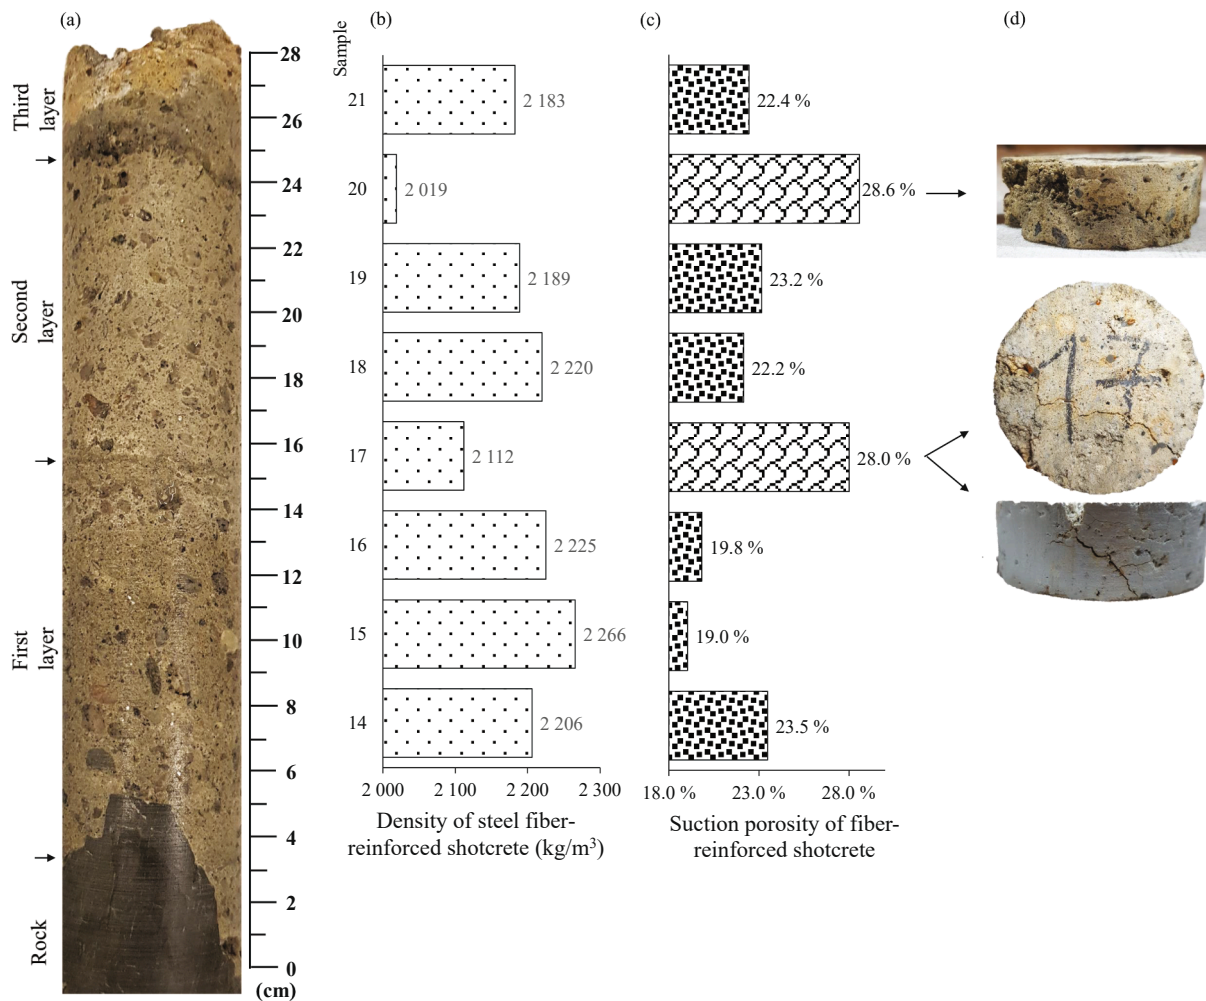 (a)
(b)
(c)
(d)
Third
layer
Second
layer
First
layer
Rock
28
26
24
22
20
18
16
14
12
10
8
6
4
2
0
(cm)
Sample
21
20
19
18
17
16
15
14
2 183
2 019
2 189
2 220
2 112
2 225
2 266
2 206
2 000
2 100
2 200
2 300
Density of steel fiber-
reinforced shotcrete (kg/m³)
22.4 %
28.6 %
23.2 %
22.2 %
28.0 %
19.8 %
19.0 %
23.5 %
18.0 %
23.0 %
28.0 %
Suction porosity of fiber-
reinforced shotcrete
17